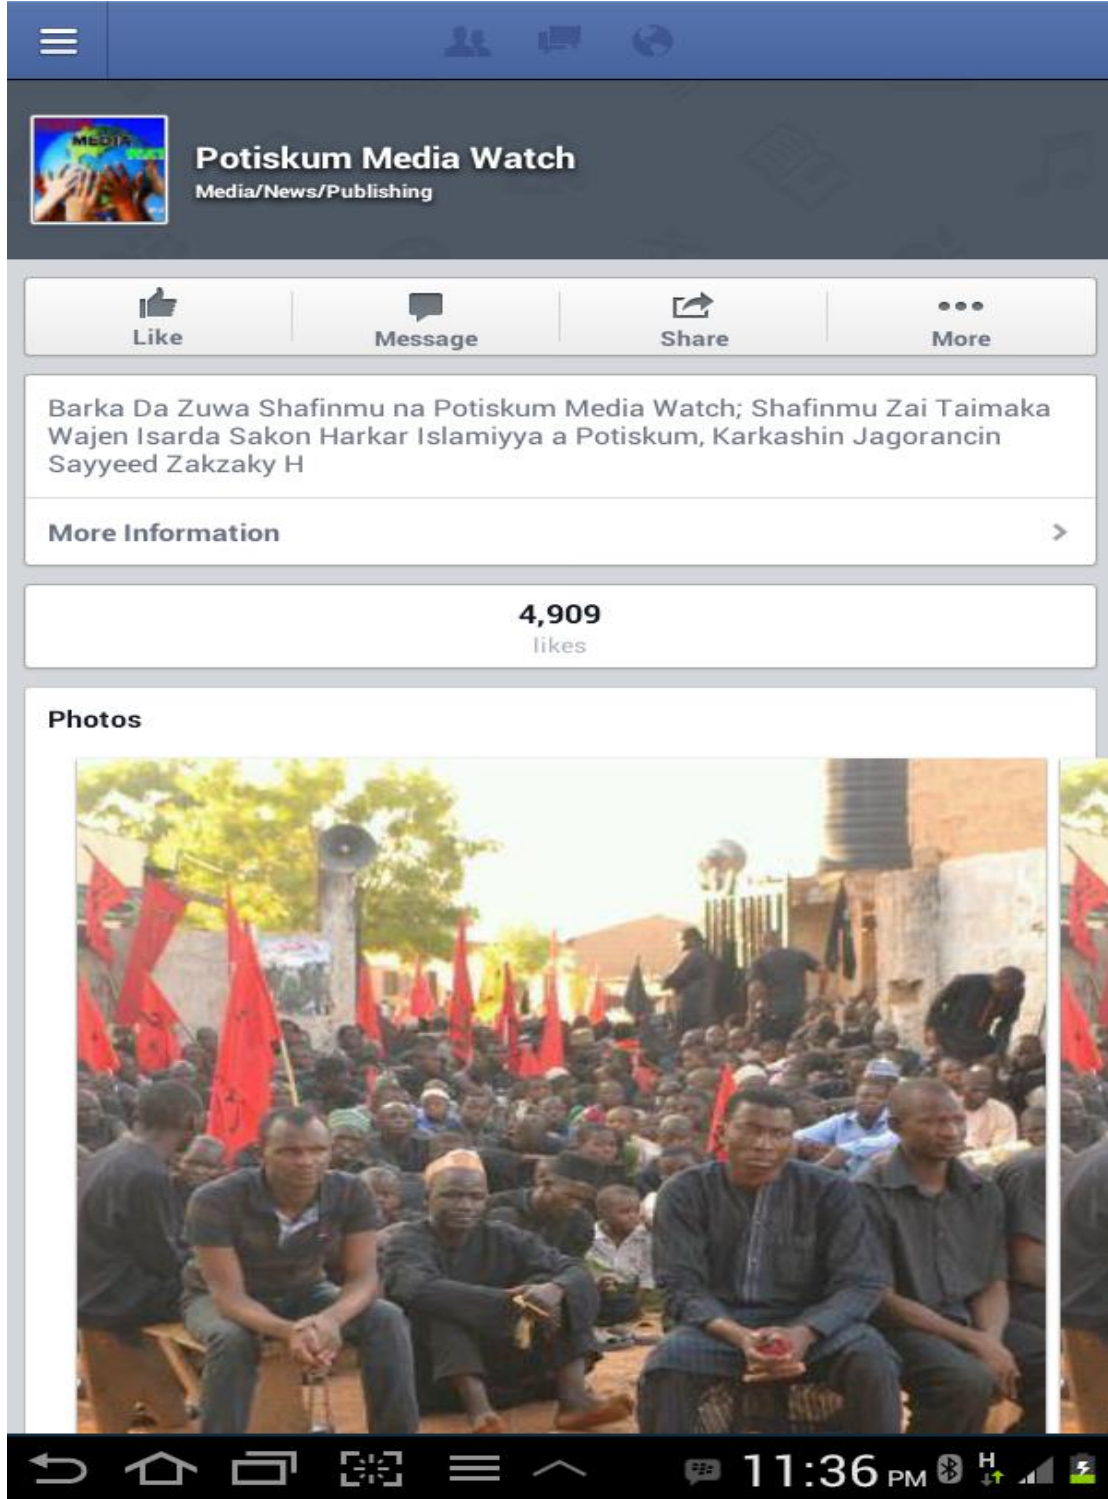 MEDIA
Potiskum Media Watch
Media/News/Publishing
Like
Message
Share
More
Barka Da Zuwa Shafinmu na Potiskum Media Watch; Shafinmu Zai Taimaka
Wajen Isarda Sakon Harkar Islamiyya a Potiskum, Karkashin Jagorancin
Sayyeed Zakzaky H
More Information
4,909
likes
Photos
11:36 PM
H